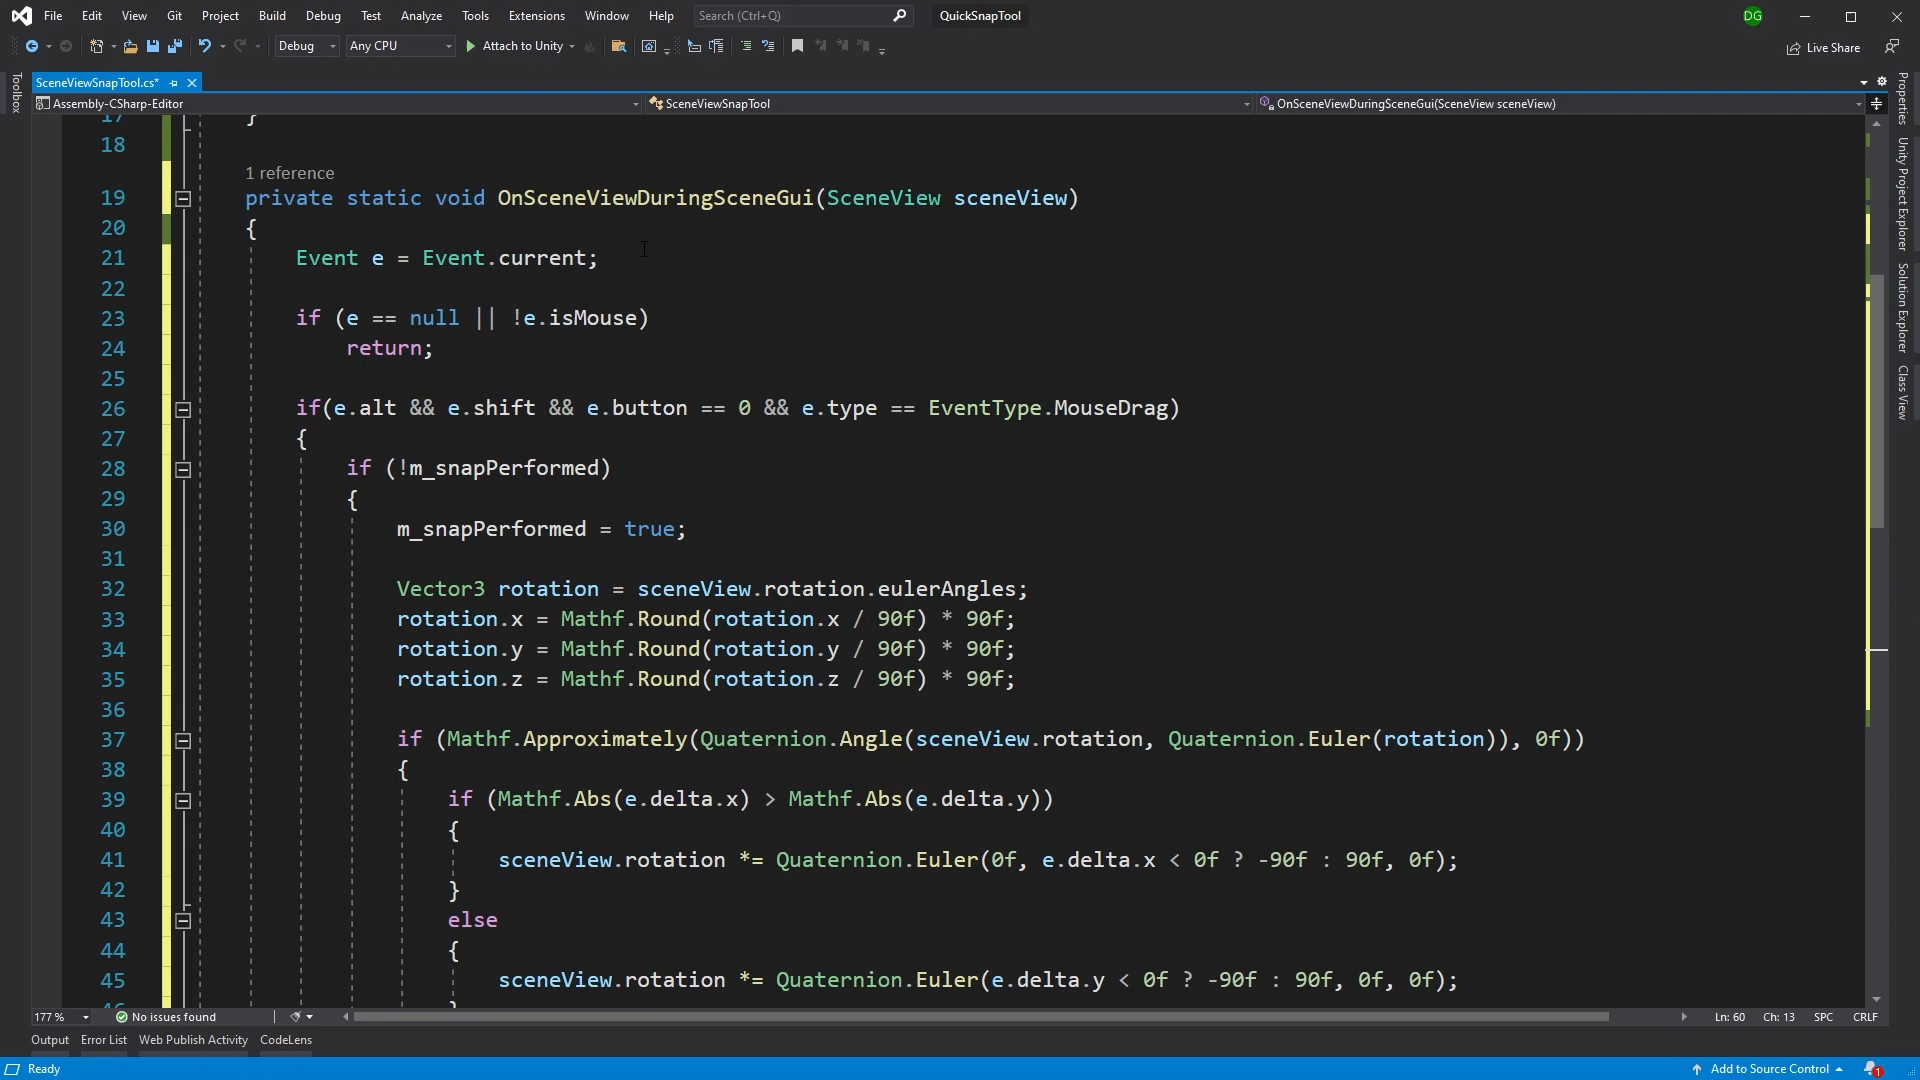 File Edit View Git Project Build Debug Test Analyze Tools Extensions Window Help Search (Ctrl+Q) QuickSnapTool DG
Debug Any CPU Attach to Unity Live Share
SceneViewSnapTool.cs*
Assembly-CSharp-Editor SceneViewSnapTool OnSceneViewDuringSceneGui(SceneView sceneView)
Toolbox
Properties
Unity Project Explorer
Solution Explorer
Class View
17 }
18
1 reference
19 private static void OnSceneViewDuringSceneGui(SceneView sceneView)
20 {
21 Event e = Event.current;
22
23 if (e == null || !e.isMouse)
24 return;
25
26 if(e.alt && e.shift && e.button == 0 && e.type == EventType.MouseDrag)
27 {
28 if (!m_snapPerformed)
29 {
30 m_snapPerformed = true;
31
32 Vector3 rotation = sceneView.rotation.eulerAngles;
33 rotation.x = Mathf.Round(rotation.x / 90f) * 90f;
34 rotation.y = Mathf.Round(rotation.y / 90f) * 90f;
35 rotation.z = Mathf.Round(rotation.z / 90f) * 90f;
36
37 if (Mathf.Approximately(Quaternion.Angle(sceneView.rotation, Quaternion.Euler(rotation)), 0f))
38 {
39 if (Mathf.Abs(e.delta.x) > Mathf.Abs(e.delta.y))
40 {
41 sceneView.rotation *= Quaternion.Euler(0f, e.delta.x < 0f ? -90f : 90f, 0f);
42 }
43 else
44 {
45 sceneView.rotation *= Quaternion.Euler(e.delta.y < 0f ? -90f : 90f, 0f, 0f);
46 }
177 % No issues found Ln: 60 Ch: 13 SPC CRLF
Output Error List Web Publish Activity CodeLens
Ready Add to Source Control 1